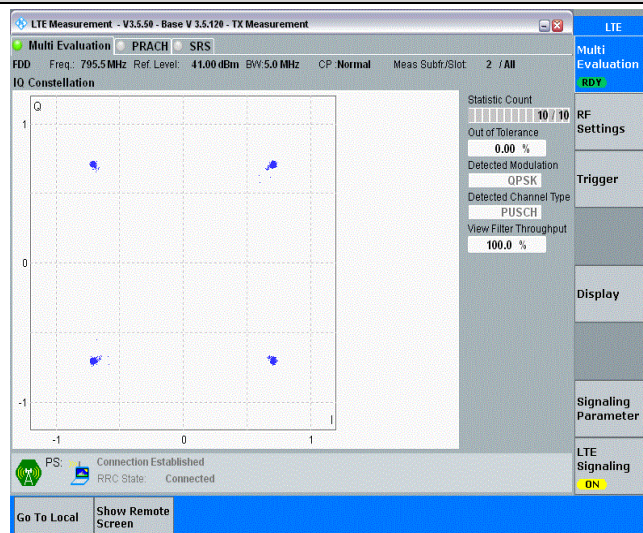 LTE Measurement - V3.5.50 - Base V 3.5.120 - TX Measurement
LTE
Multi Evaluation PRACH SRS
FDD Freq.: 795.5 MHz Ref. Level: 41.00 dBm BW:5.0 MHz CP :Normal Meas Subfr./Slot 2 / All
IQ Constellation
Q
1
0
-1
-1 0 1
I
Statistic Count
10 / 10
Out of Tolerance
0.00 %
Detected Modulation
QPSK
Detected Channel Type
PUSCH
View Filter Throughput
100.0 %
Multi
Evaluation
RDY
RF
Settings
Trigger
Display
Signaling
Parameter
LTE
Signaling
ON
PS: Connection Established
RRC State: Connected
Go To Local
Show Remote
Screen